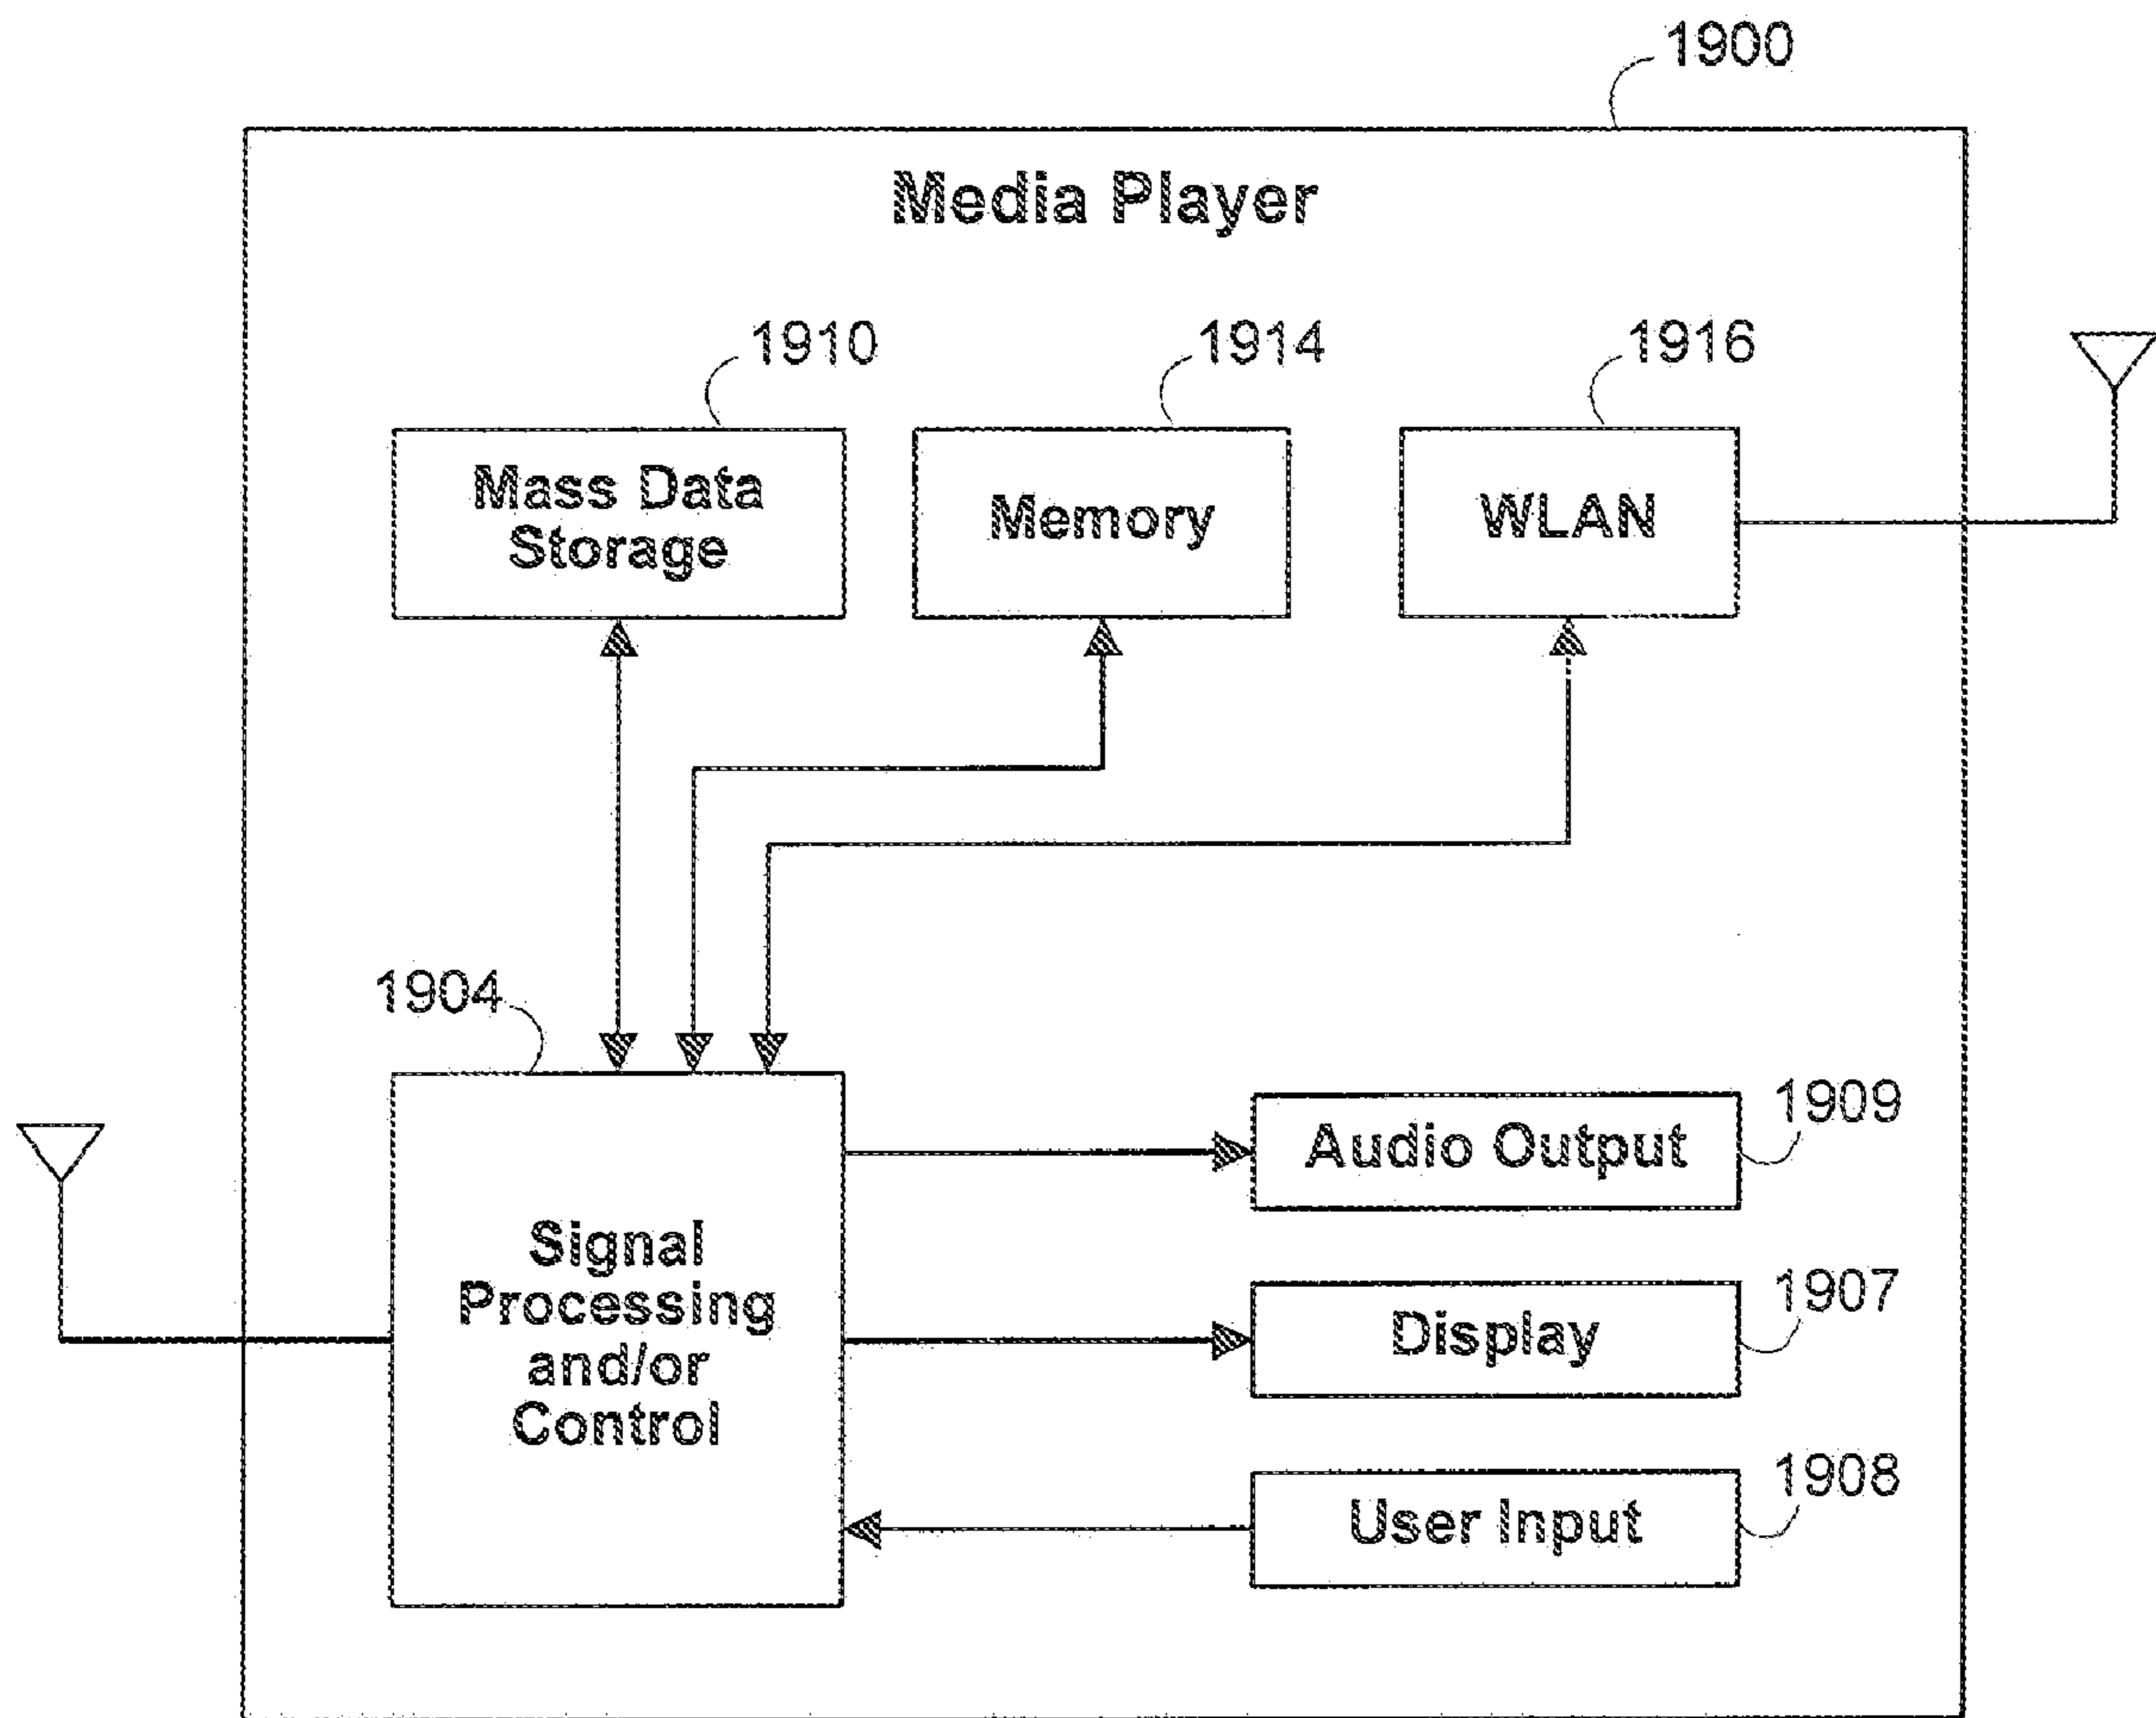 1900
Media Player
1910
1914
1916
Mass Data
Storage
Memory
WLAN
1904
Signal
Processing
and/or
Control
Audio Output
1909
Display
1907
User Input
1908